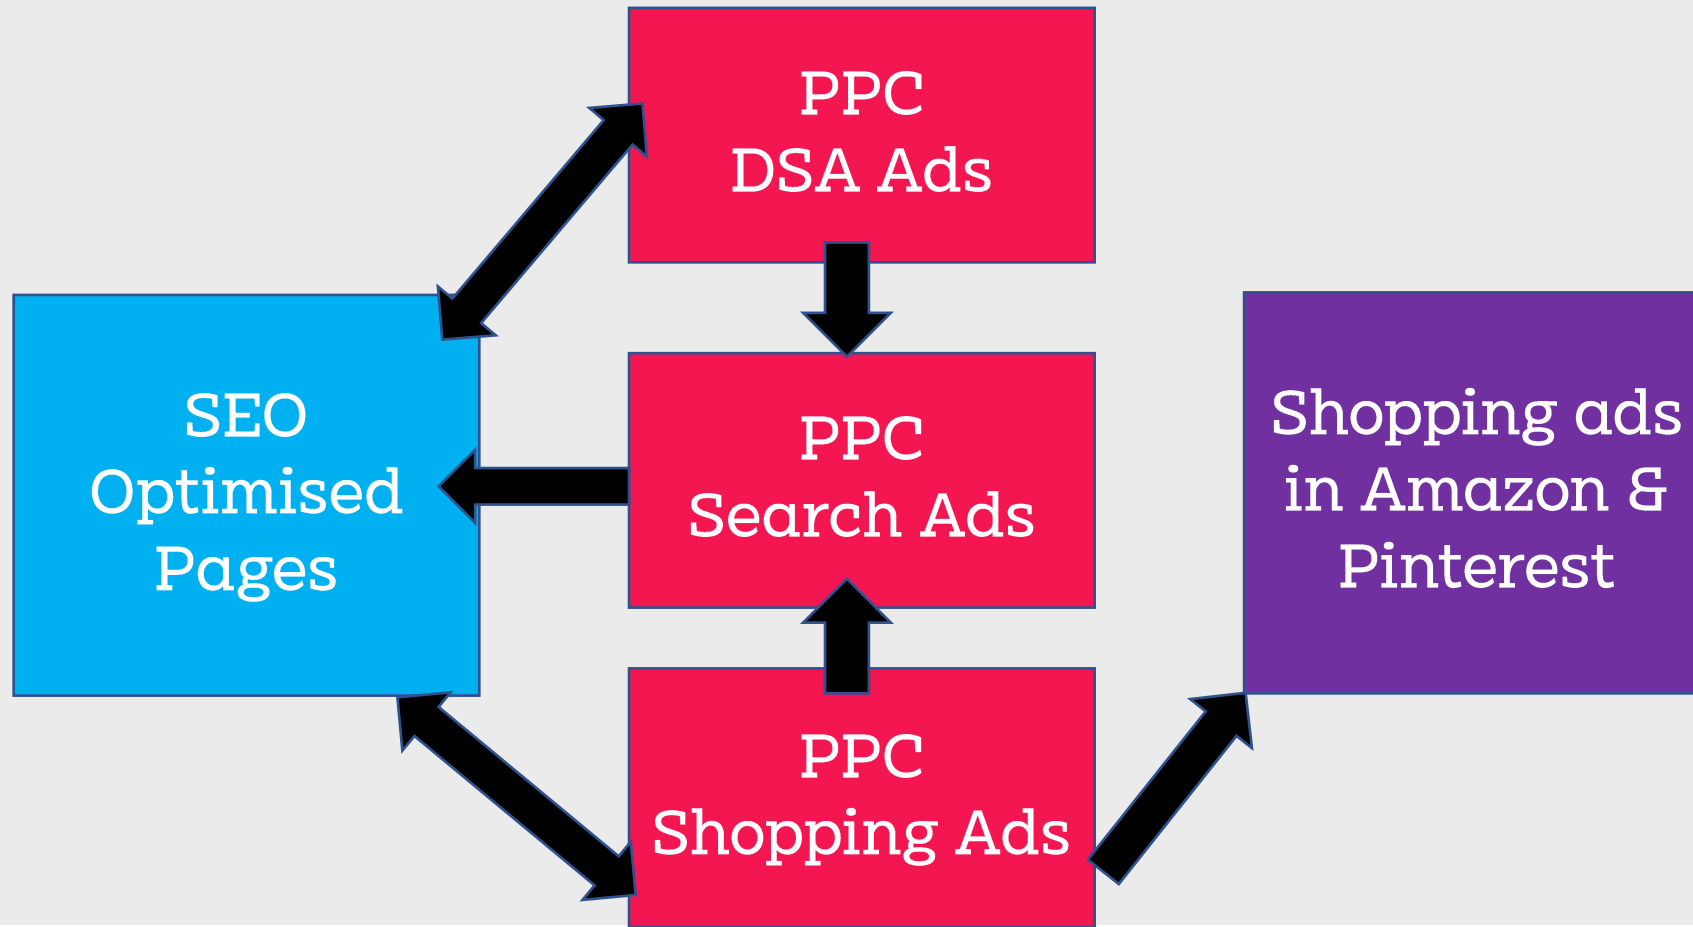 PPC
DSA Ads
SEO
Optimised
Pages
PPC
Search Ads
Shopping ads
in Amazon &
Pinterest
PPC
Shopping Ads